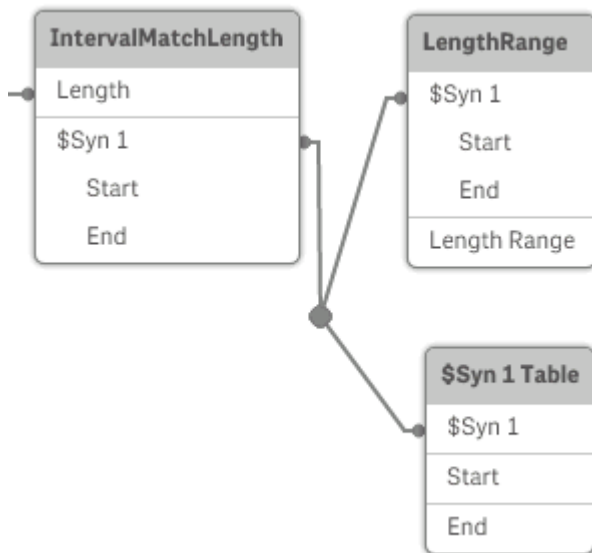 IntervalMatchLength
Length
$Syn 1
Start
End
LengthRange
$Syn 1
Start
End
Length Range
$Syn 1 Table
$Syn 1
Start
End